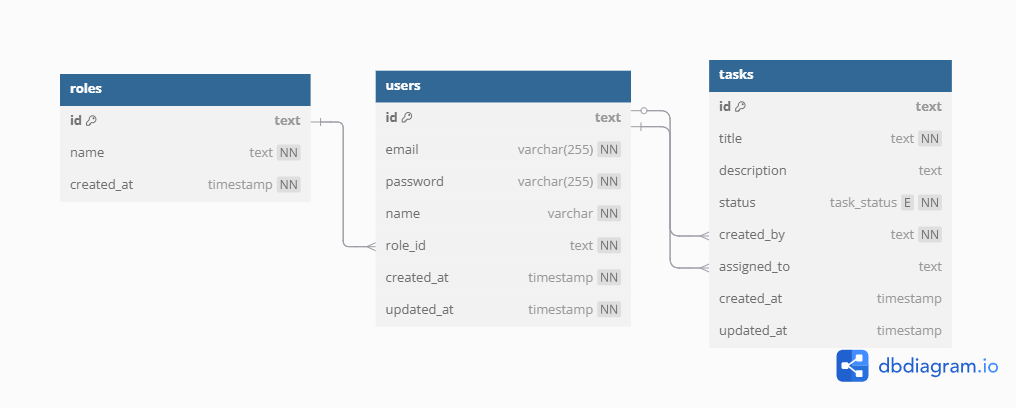 roles
id text
name text NN
created_at timestamp NN
users
id text
email varchar(255) NN
password varchar(255) NN
name varchar NN
role_id text NN
created_at timestamp NN
updated_at timestamp NN
tasks
id text
title text NN
description text
status task_status E NN
created_by text NN
assigned_to text
created_at timestamp
updated_at timestamp
dbdiagram.io